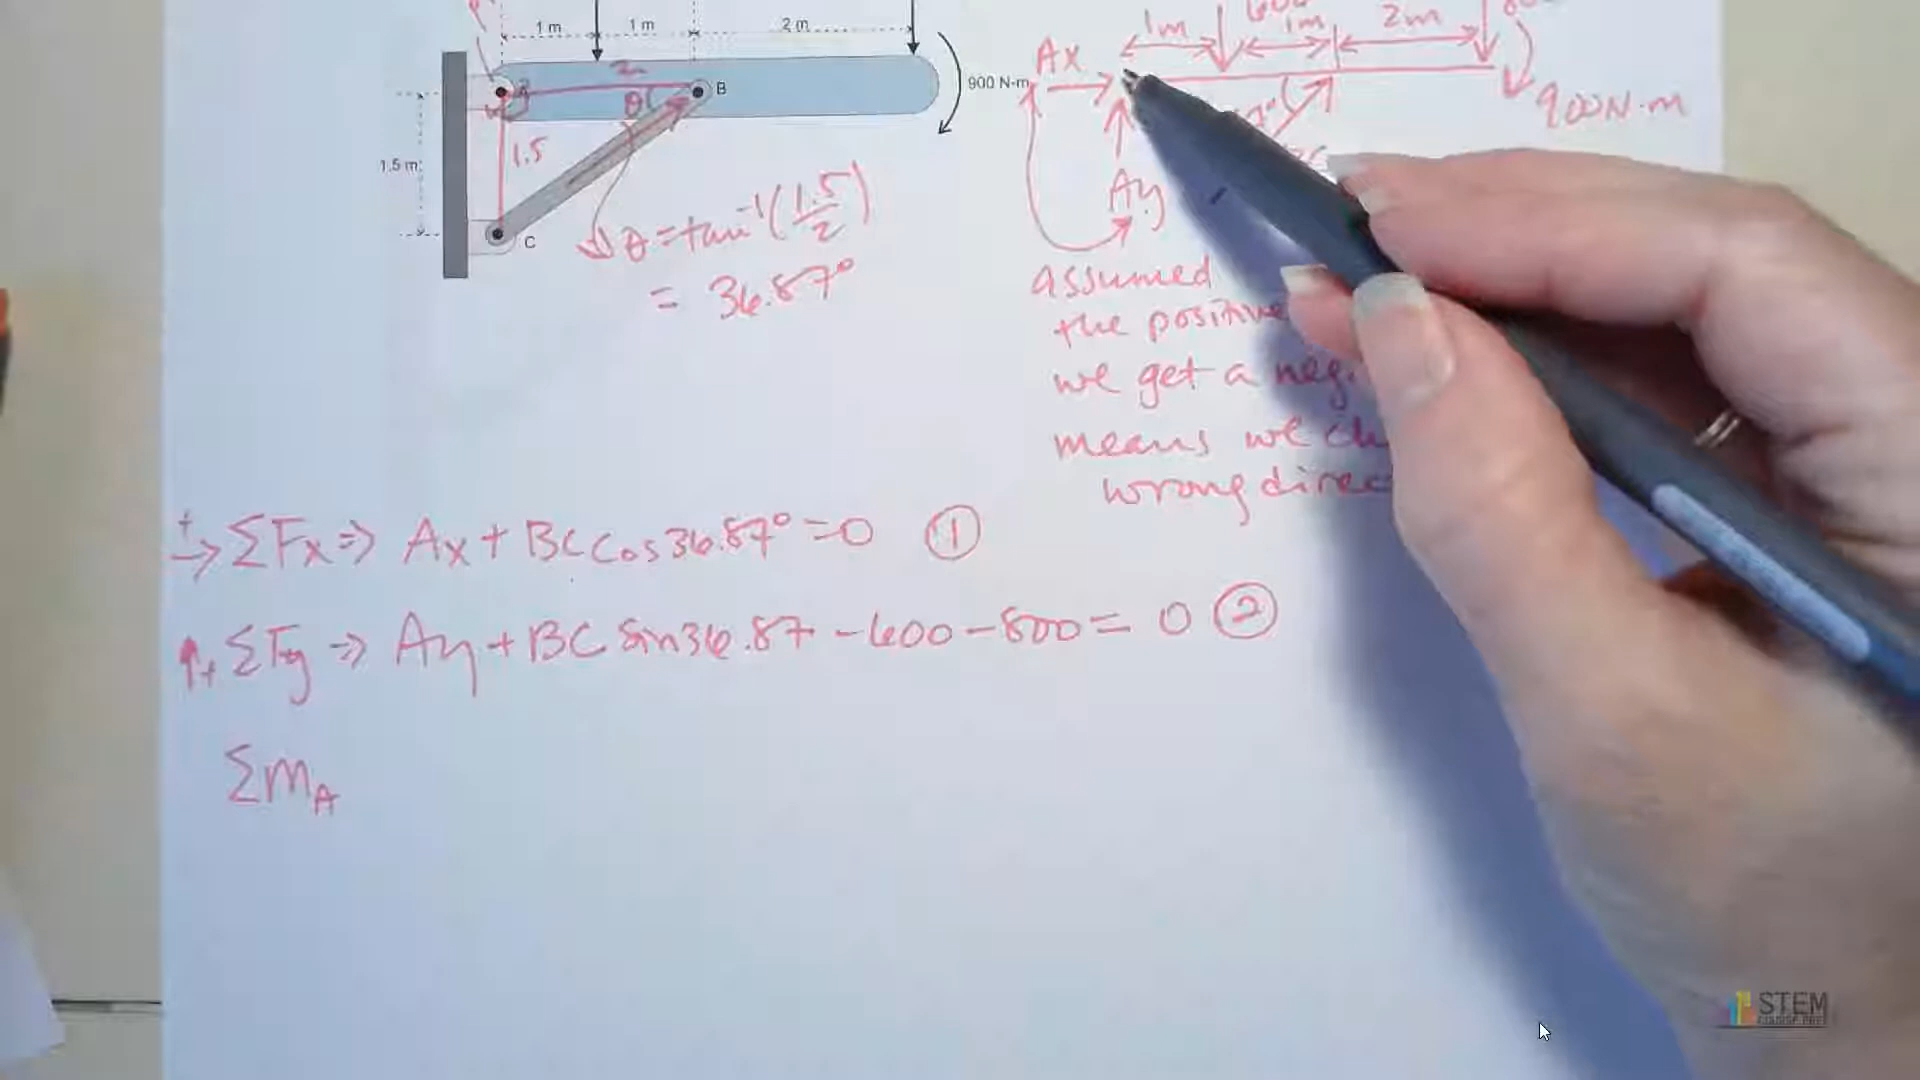 1 m 1 m 2 m
1m 1m 2m
Ax
2m
A θ B
900 N-m
900N·m
1.5 m
1.5
C
Ay
θ = tan⁻¹(1.5/2)
= 36.87°
assumed
the positive
we get a neg.
means we
wrong direc
+→ ΣFx ⇒ Ax + BC cos 36.87° = 0 ①
↑+ ΣFy ⇒ Ay + BC Sin 36.87 - 600 - 800 = 0 ②
ΣMA
STEM